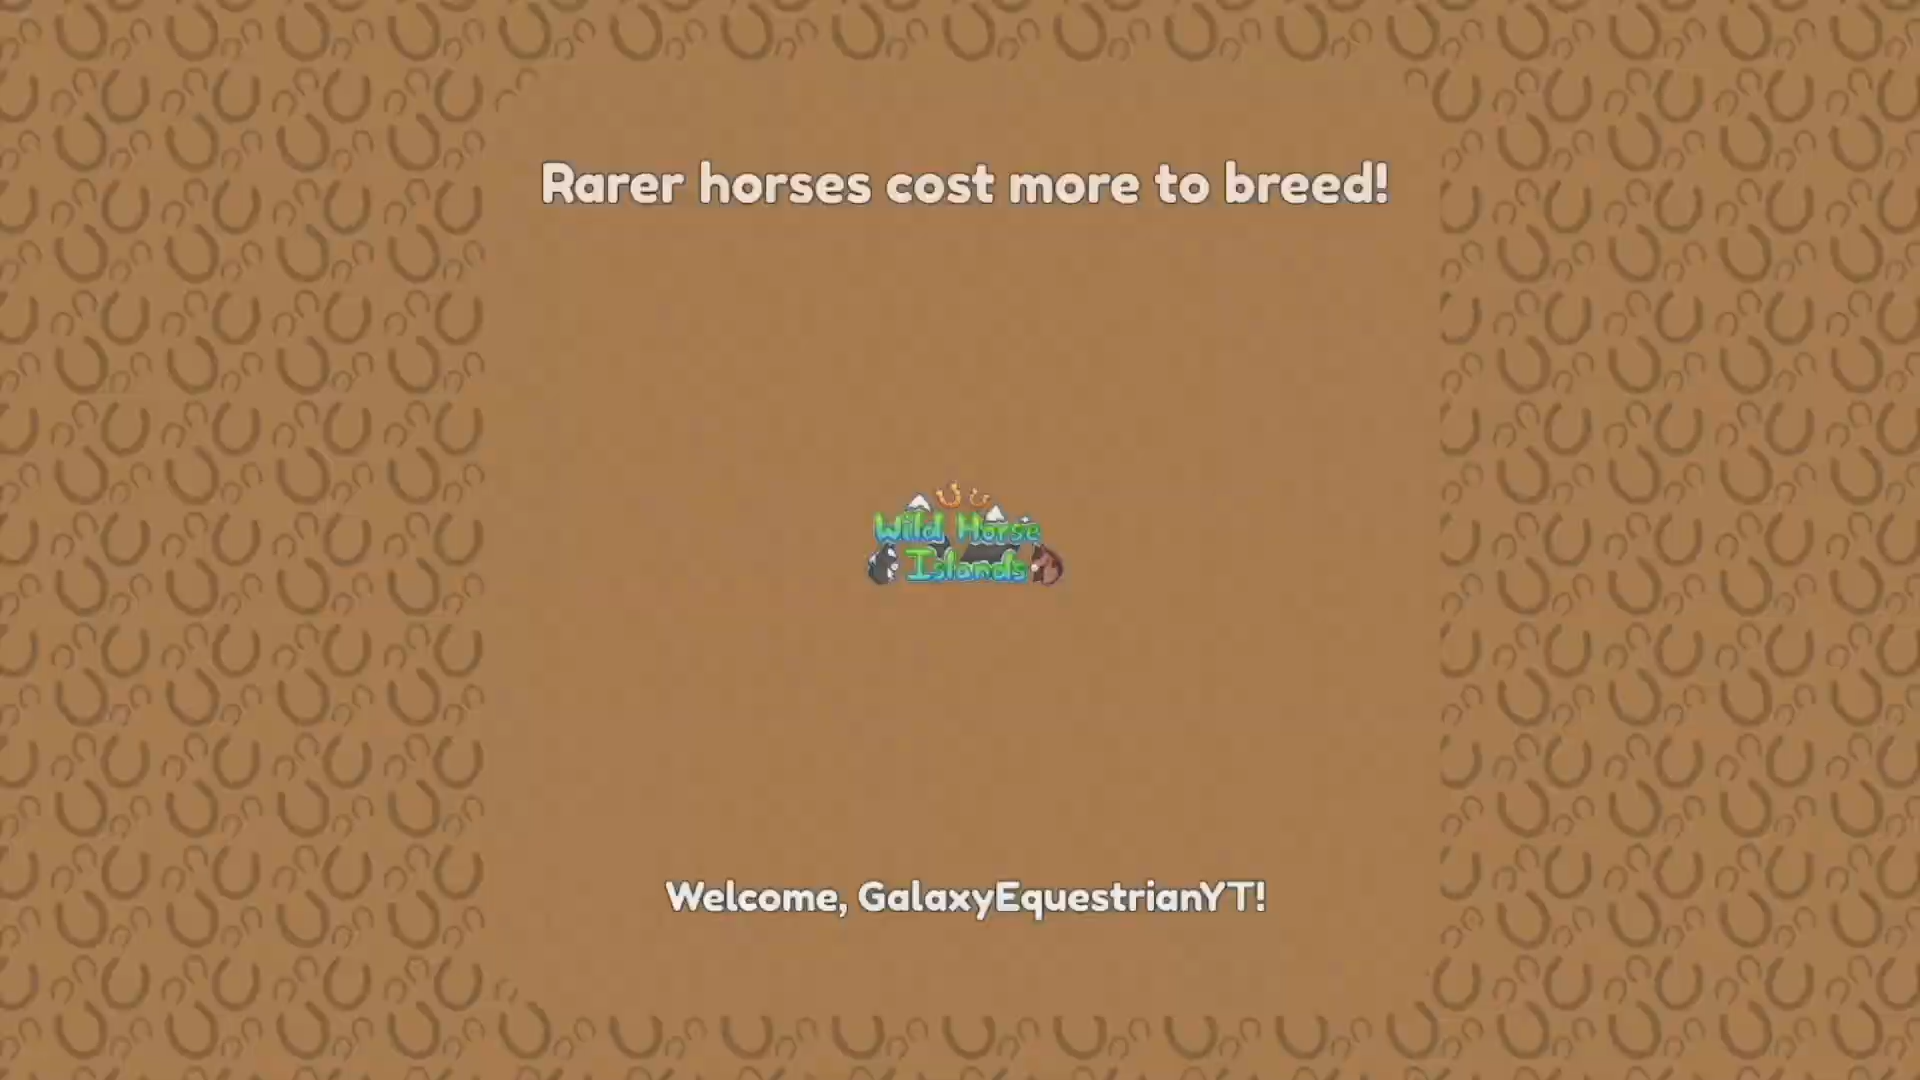 Rarer horses cost more to breed!
Wild Horse
Islands
Welcome, GalaxyEquestrianYT!